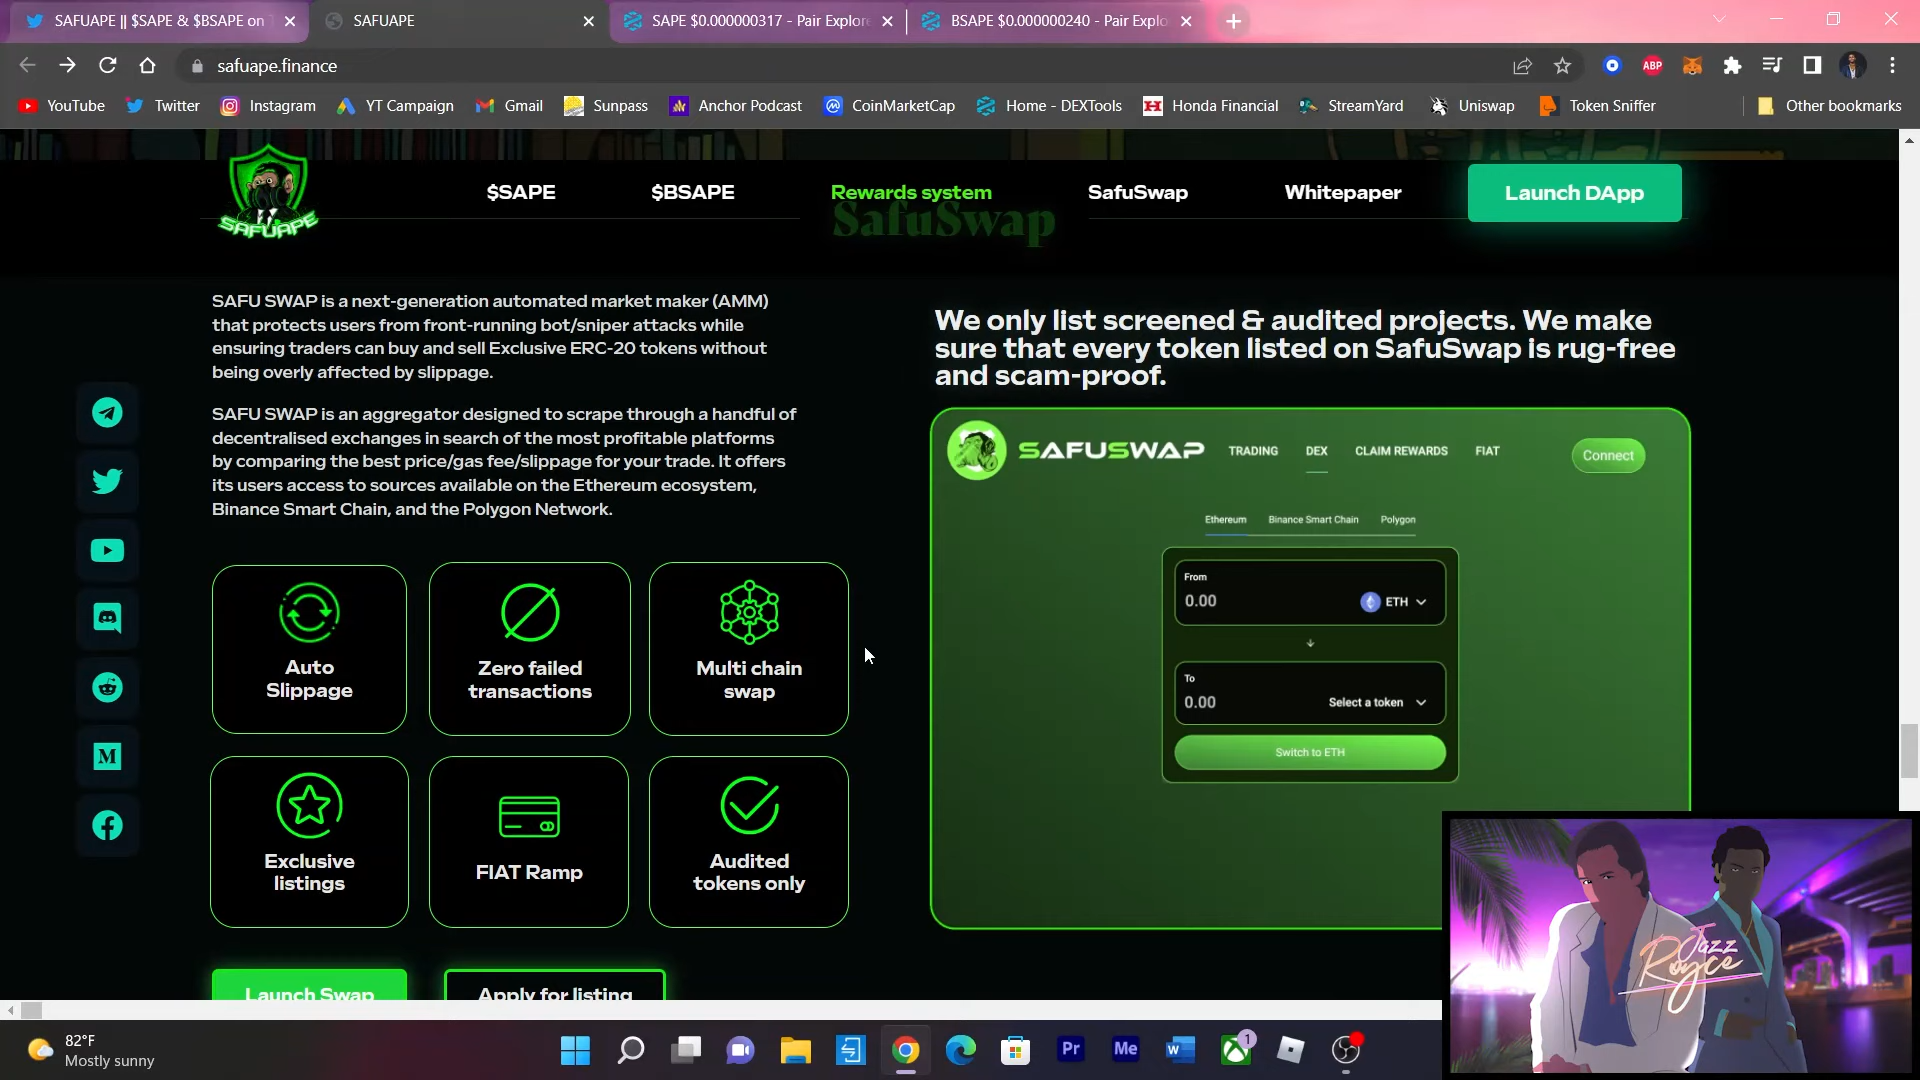 SAFUAPE || $SAPE & $BSAPE on
SAFUAPE
SAPE $0.000000317 - Pair Explor
BSAPE $0.000000240 - Pair Explo
safuape.finance
ABP
YouTube
Twitter
Instagram
YT Campaign
Gmail
Sunpass
Anchor Podcast
CoinMarketCap
Home - DEXTools
Honda Financial
StreamYard
Uniswap
Token Sniffer
Other bookmarks
SAFUAPE
$SAPE
$BSAPE
Rewards system
SafuSwap
Whitepaper
Launch DApp
SafuSwap
SAFU SWAP is a next-generation automated market maker (AMM)
that protects users from front-running bot/sniper attacks while
ensuring traders can buy and sell Exclusive ERC-20 tokens without
being overly affected by slippage.
SAFU SWAP is an aggregator designed to scrape through a handful of
decentralised exchanges in search of the most profitable platforms
by comparing the best price/gas fee/slippage for your trade. It offers
its users access to sources available on the Ethereum ecosystem,
Binance Smart Chain, and the Polygon Network.
Auto
Slippage
Zero failed
transactions
Multi chain
swap
Exclusive
listings
FIAT Ramp
Audited
tokens only
Launch Swap
Apply for listing
We only list screened & audited projects. We make
sure that every token listed on SafuSwap is rug-free
and scam-proof.
SAFUSWAP
TRADING
DEX
CLAIM REWARDS
FIAT
Connect
Ethereum
Binance Smart Chain
Polygon
From
0.00
ETH
To
0.00
Select a token
Switch to ETH
Jazz
Royce
82°F
Mostly sunny
Pr
Me
W
1